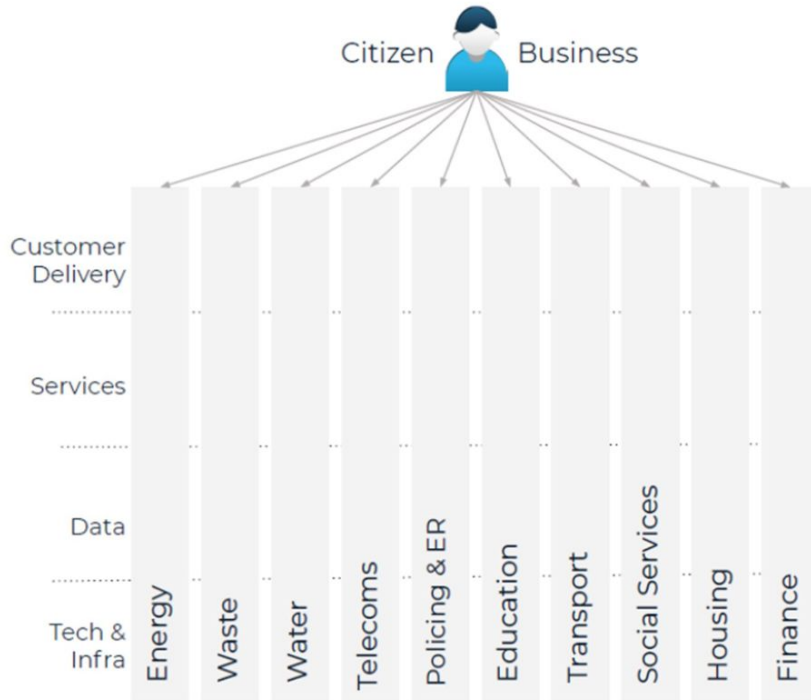 Citizen Business
Customer
Delivery
Services
Data
Tech &
Infra
Energy
Waste
Water
Telecoms
Policing & ER
Education
Transport
Social Services
Housing
Finance